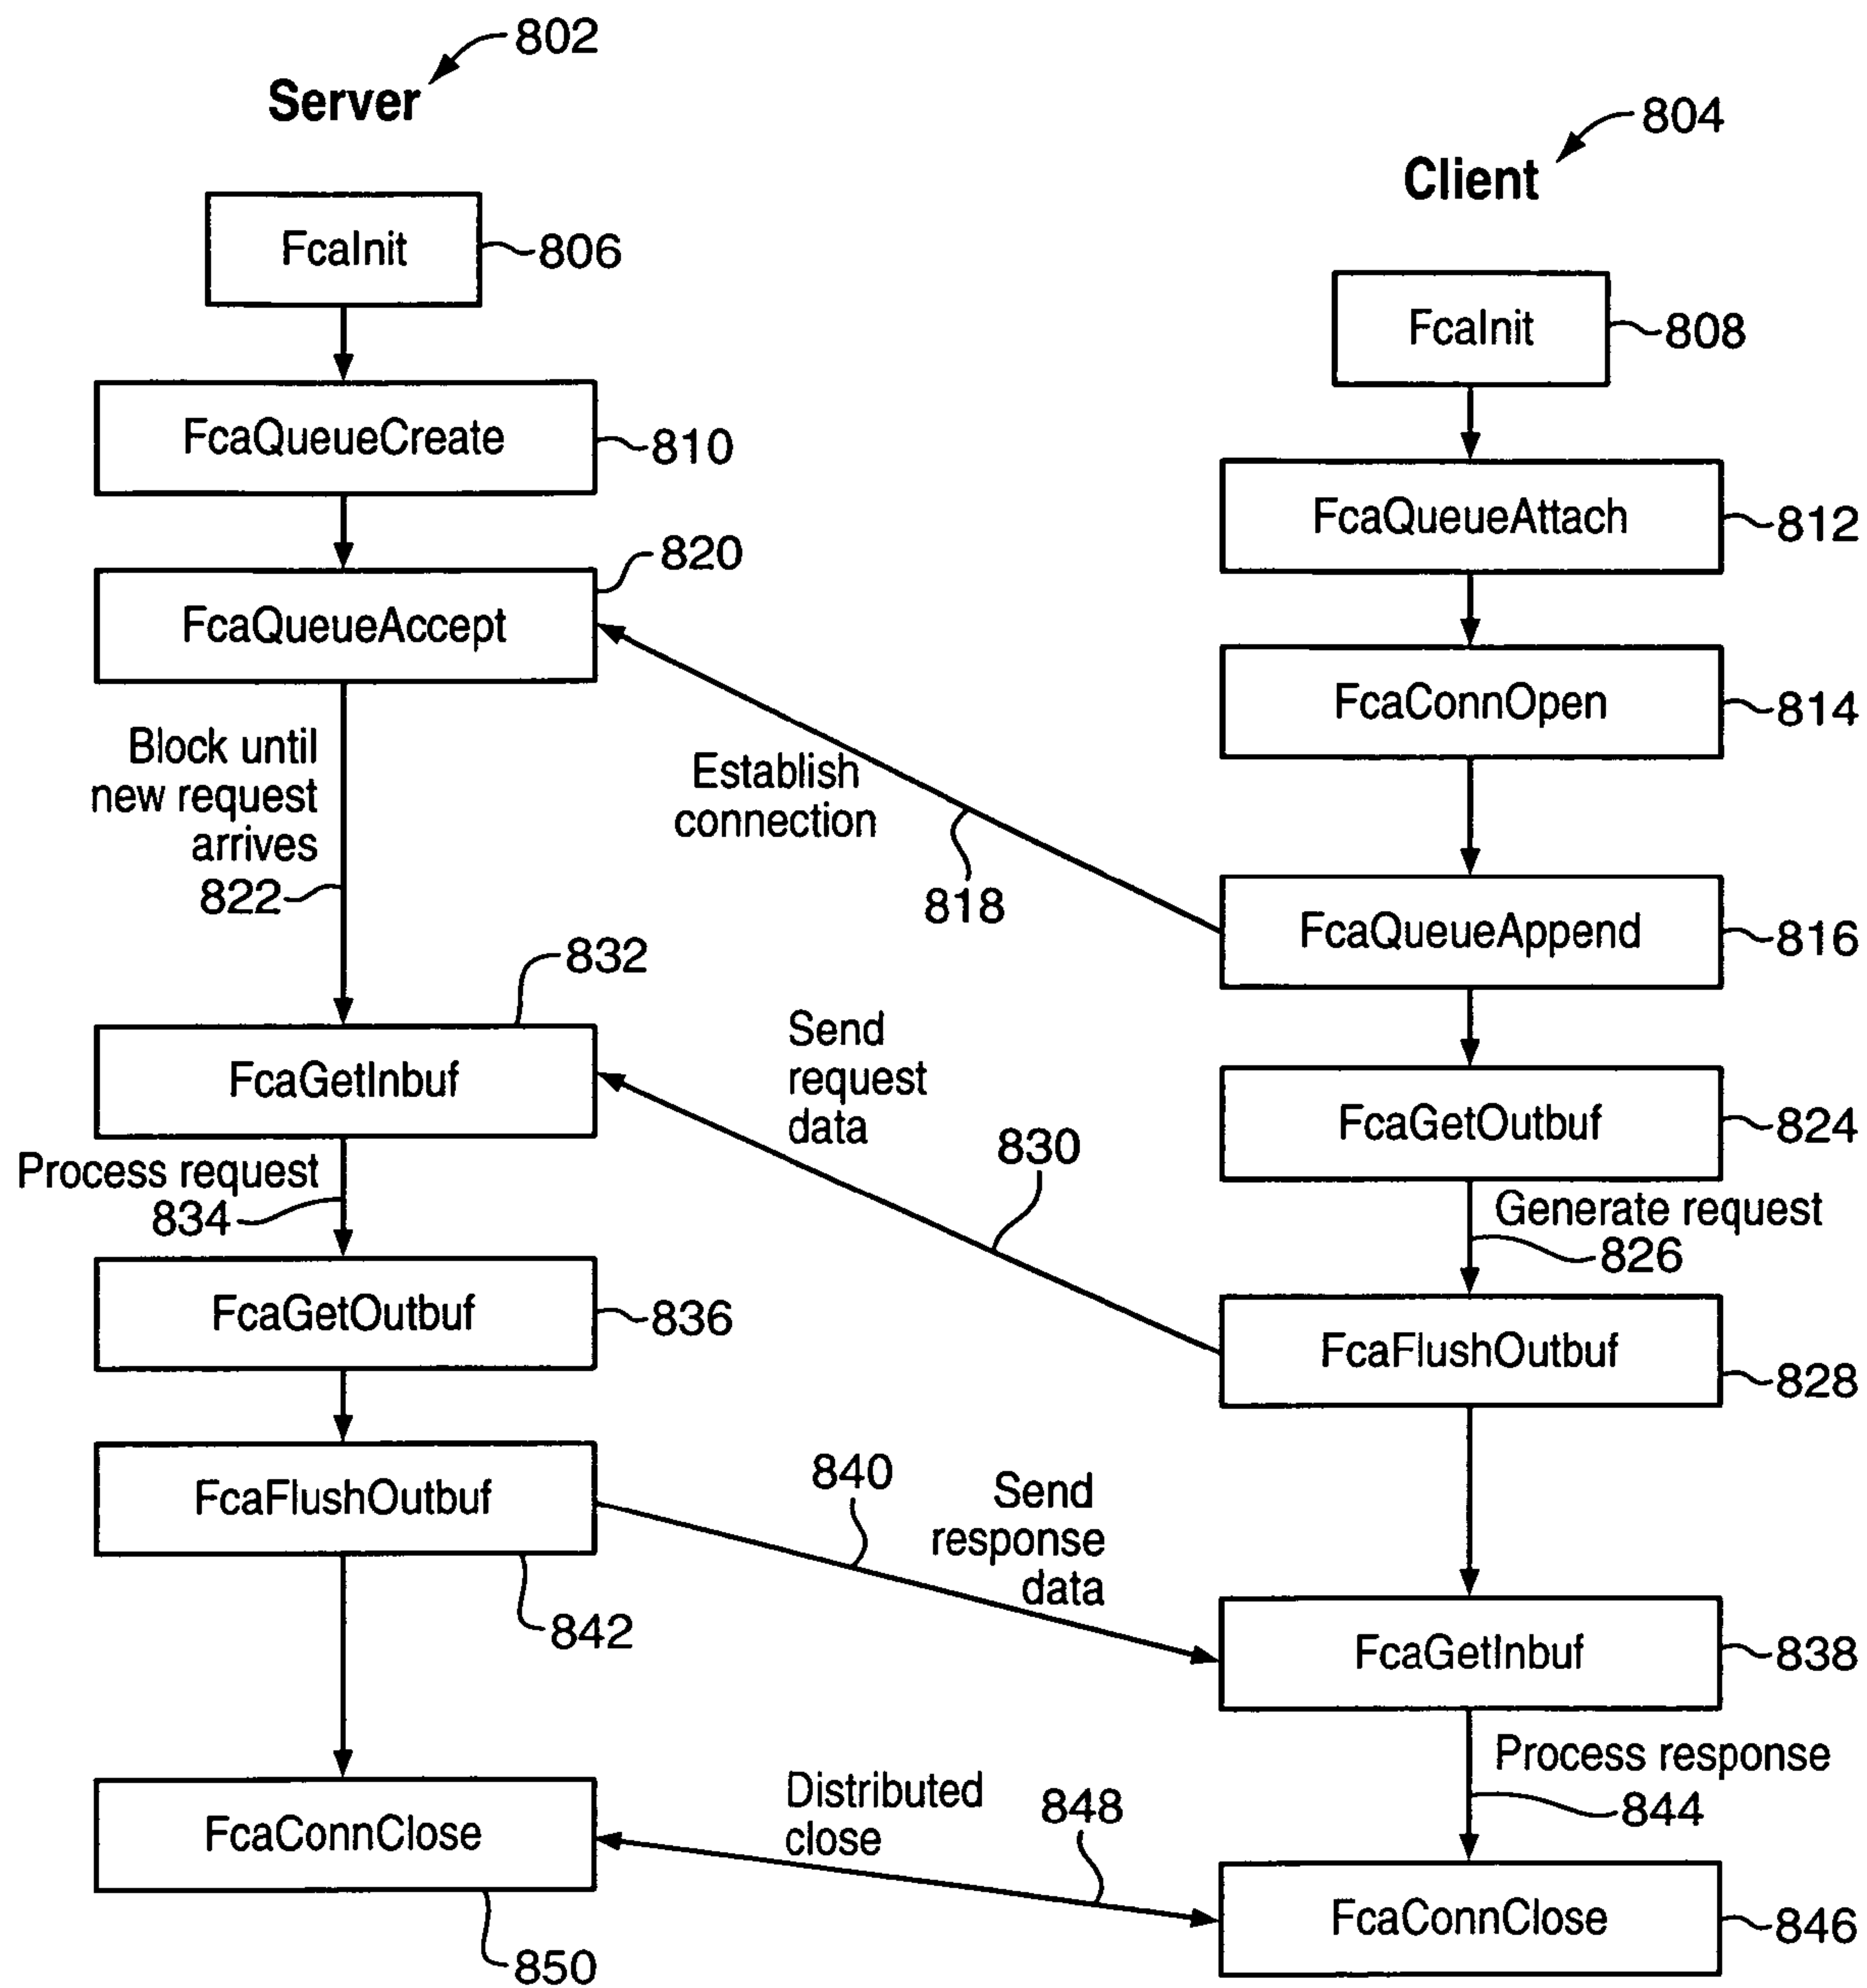 802
Server
804
Client
FcaInit
806
FcaInit
808
FcaQueueCreate
810
FcaQueueAttach
812
820
FcaQueueAccept
FcaConnOpen
814
Block until
new request
arrives
822
Establish
connection
818
FcaQueueAppend
816
832
FcaGetInbuf
Send
request
data
830
FcaGetOutbuf
824
Process request
834
Generate request
826
FcaGetOutbuf
836
FcaFlushOutbuf
828
FcaFlushOutbuf
842
840
Send
response
data
FcaGetInbuf
838
Process response
844
FcaConnClose
850
Distributed
close
848
FcaConnClose
846